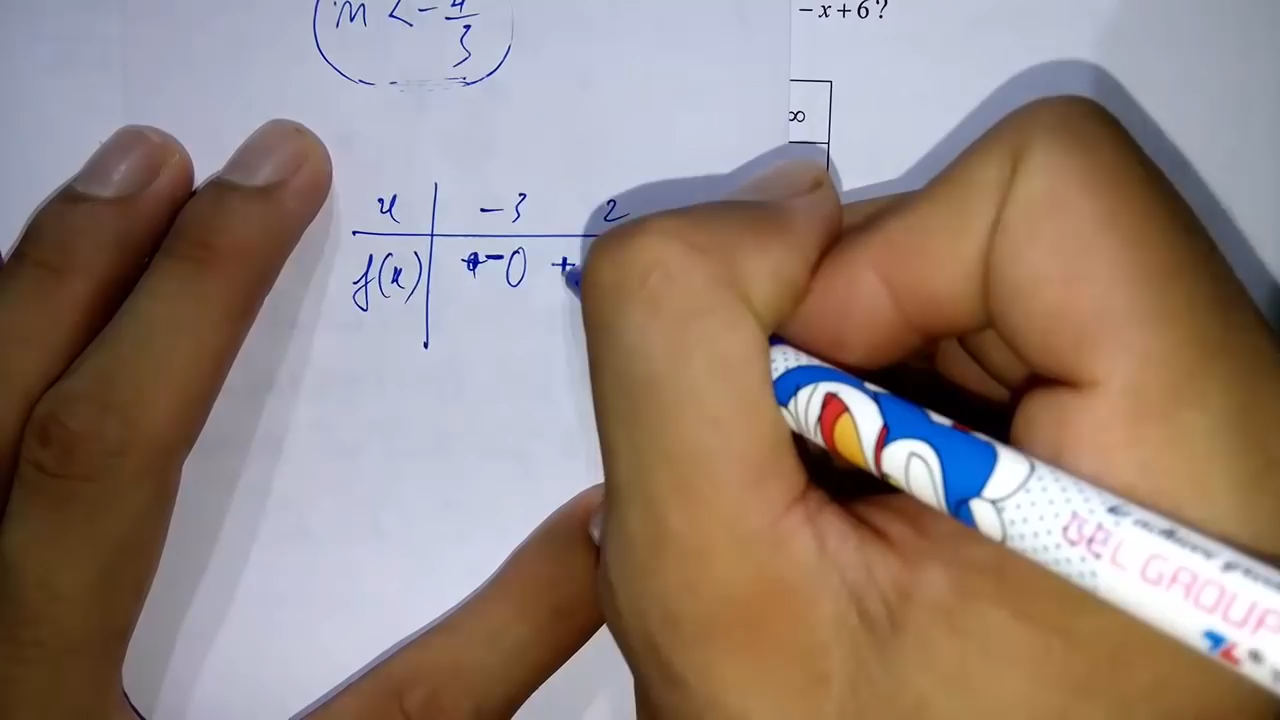 m < -4/3
-x+6?
∞
x -3 2
f(x) -0 +
GEL GROUP